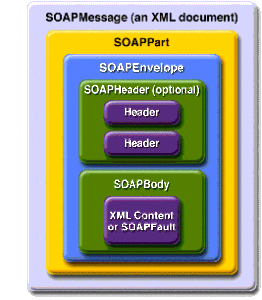 SOAPMessage (an XML document)
SOAPPart
SOAPEnvelope
SOAPHeader (optional)
Header
Header
SOAPBody
XML Content
or SOAPFault